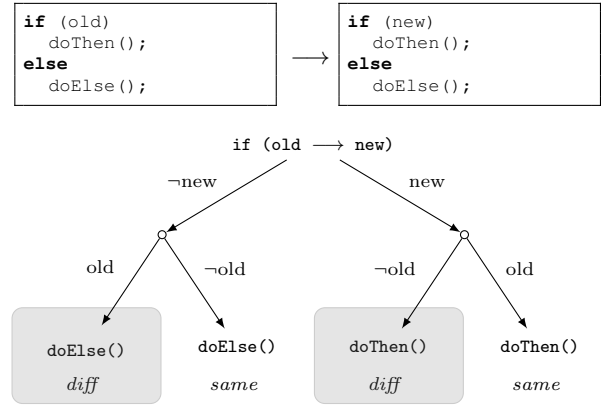 if (old)
doThen();
else
doElse();
⟶
if (new)
doThen();
else
doElse();
if (old ⟶ new)
¬new
new
old
¬old
¬old
old
doElse()
doElse()
doThen()
doThen()
diff
same
diff
same